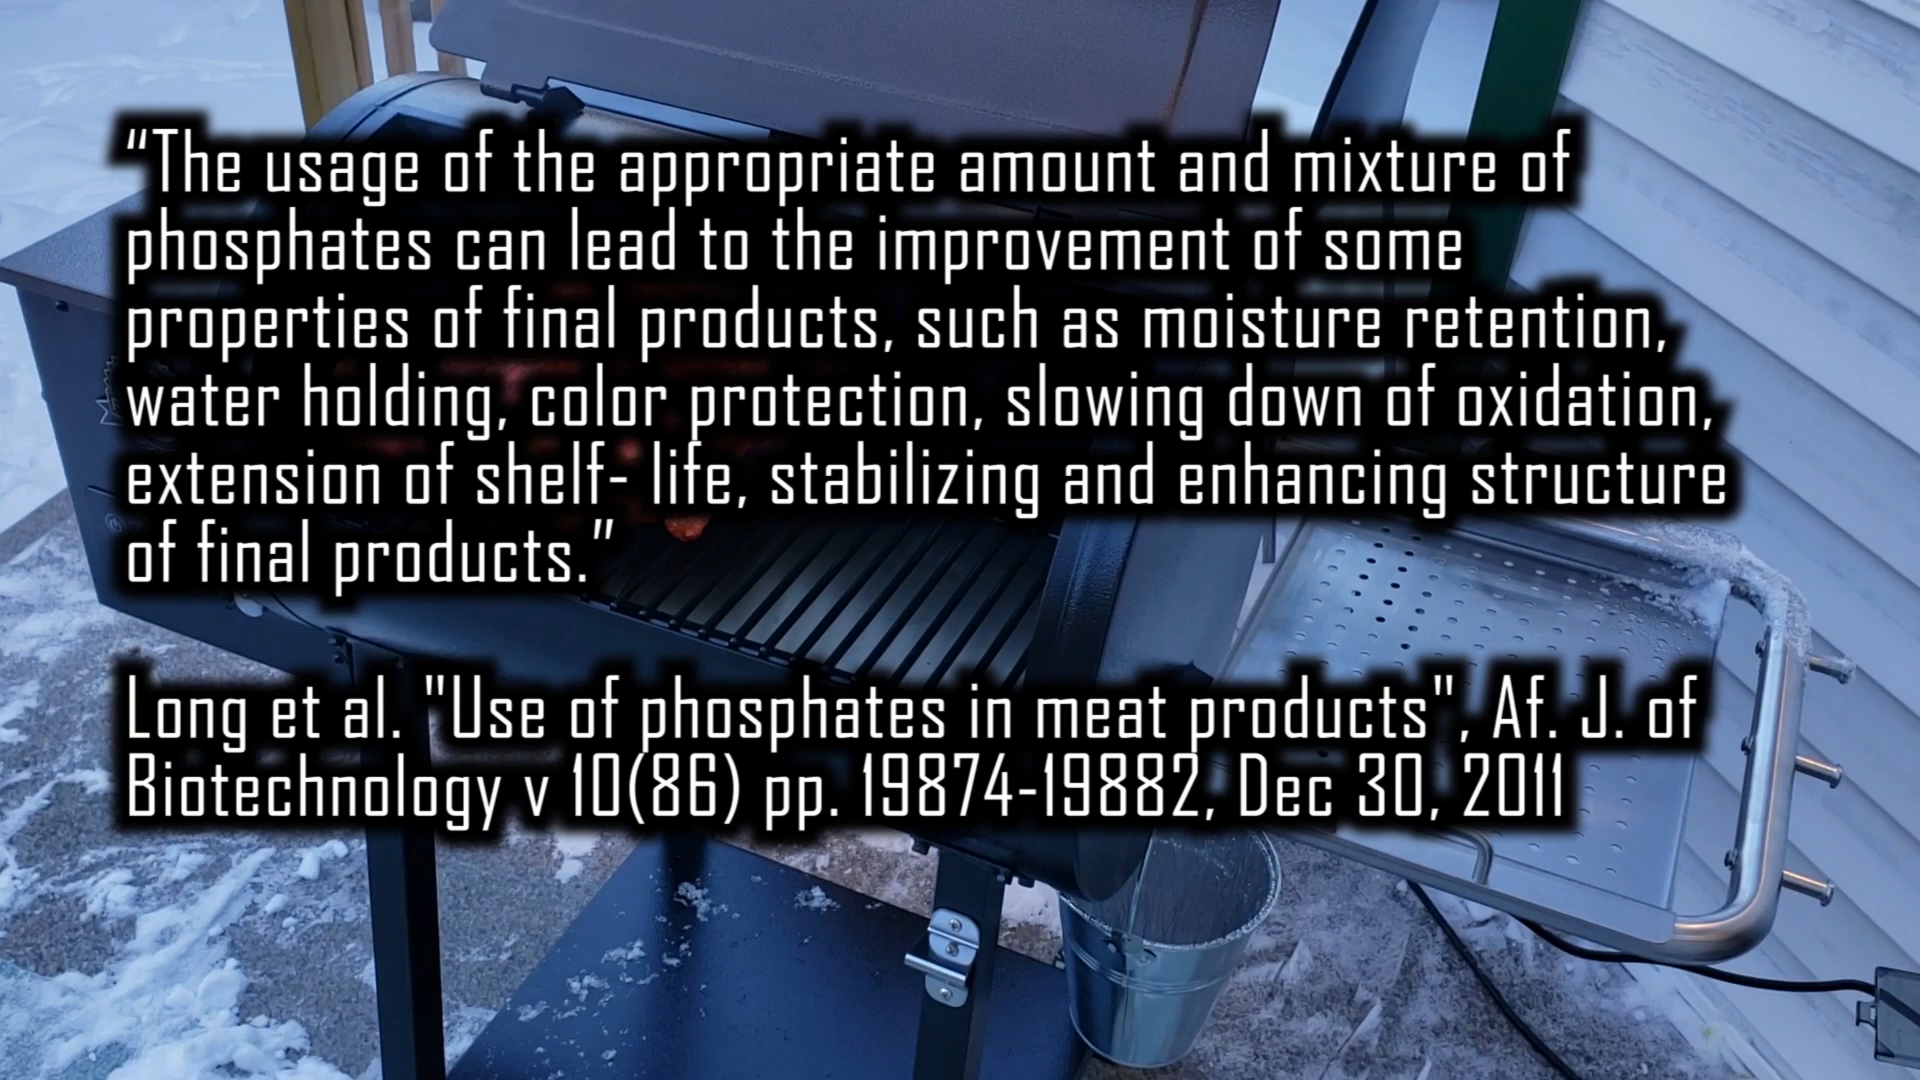 “The usage of the appropriate amount and mixture of
phosphates can lead to the improvement of some
properties of final products, such as moisture retention,
water holding, color protection, slowing down of oxidation,
extension of shelf- life, stabilizing and enhancing structure
of final products.”
Long et al. "Use of phosphates in meat products", Af. J. of
Biotechnology v 10(86) pp. 19874-19882, Dec 30, 2011